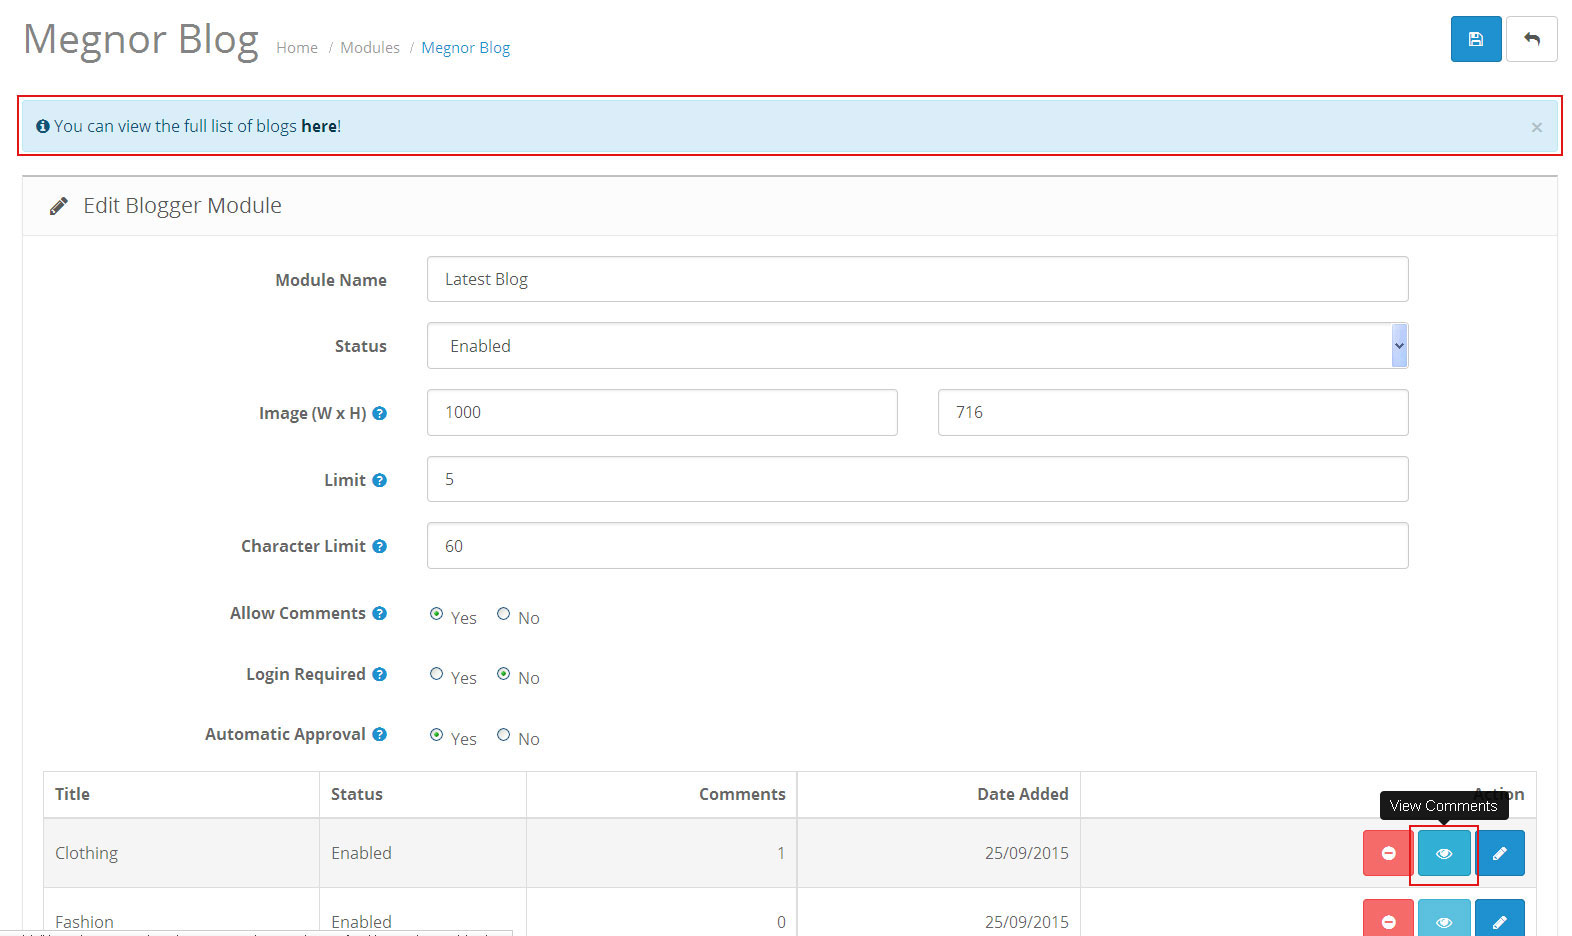 Megnor Blog Home / Modules / Megnor Blog
You can view the full list of blogs here!
×
Edit Blogger Module
Module Name Latest Blog
Status Enabled
Image (W x H) ? 1000 716
Limit ? 5
Character Limit ? 60
Allow Comments ? Yes No
Login Required ? Yes No
Automatic Approval ? Yes No
Title Status Comments Date Added Action
View Comments
Clothing Enabled 1 25/09/2015
Fashion Enabled 0 25/09/2015